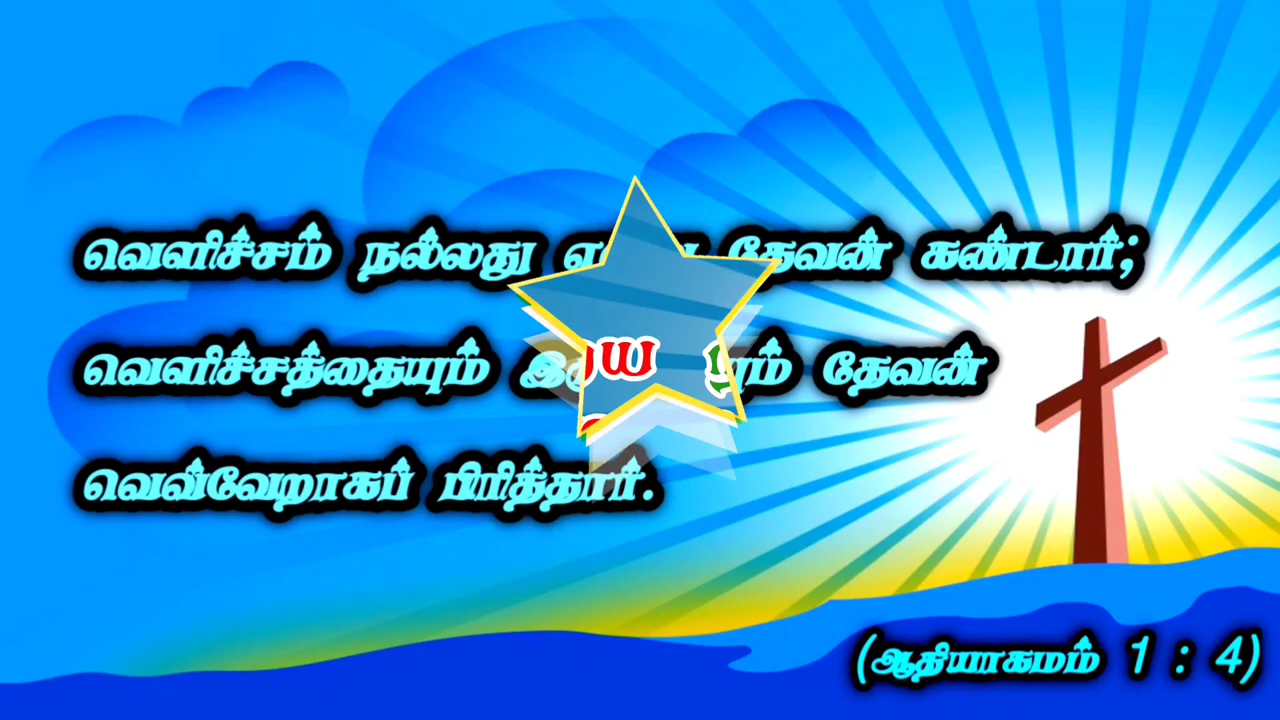 வெளிச்சம் நல்லது தேவன் கண்டார்;
வெளிச்சத்தையும் தேவன்
வெவ்வேறாகப் பிரித்தார்.
(ஆதியாகமம் 1 : 4)